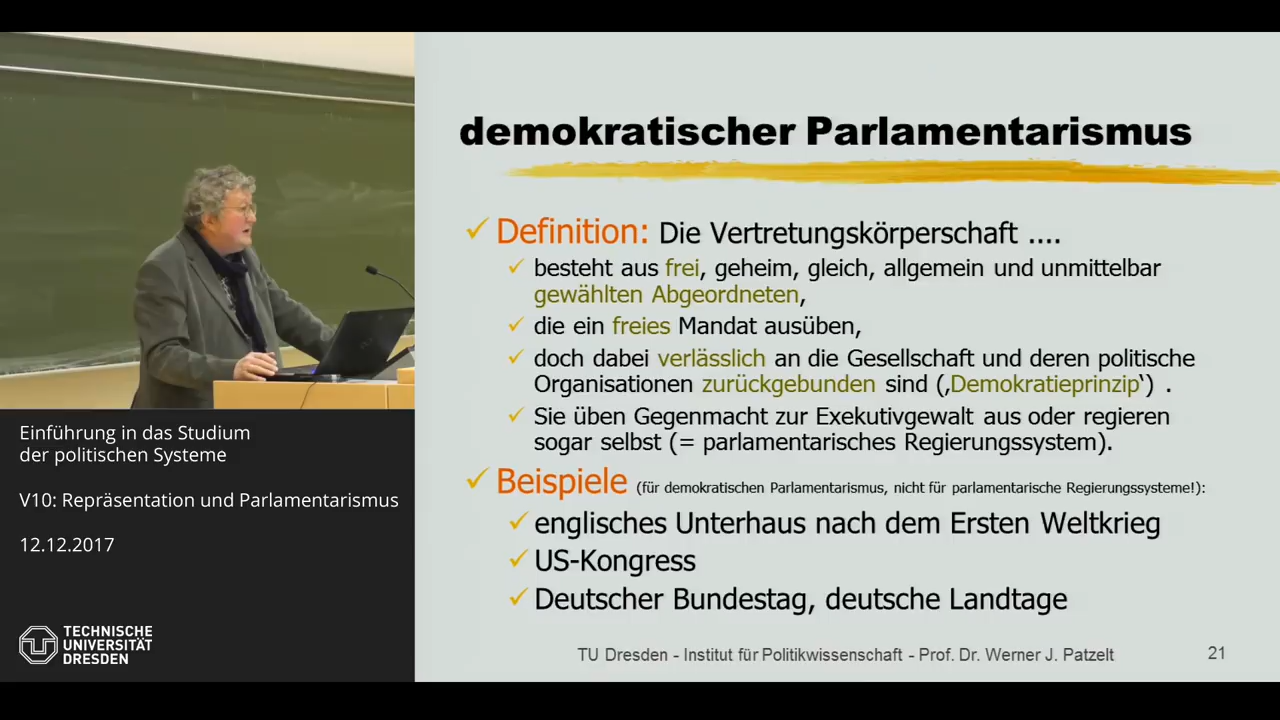 demokratischer Parlamentarismus
Definition: Die Vertretungskörperschaft ....
besteht aus frei, geheim, gleich, allgemein und unmittelbar
gewählten Abgeordneten,
die ein freies Mandat ausüben,
doch dabei verlässlich an die Gesellschaft und deren politische
Organisationen zurückgebunden sind (‚Demokratieprinzip‘) .
Sie üben Gegenmacht zur Exekutivgewalt aus oder regieren
sogar selbst (= parlamentarisches Regierungssystem).
Beispiele (für demokratischen Parlamentarismus, nicht für parlamentarische Regierungssysteme!):
englisches Unterhaus nach dem Ersten Weltkrieg
US-Kongress
Deutscher Bundestag, deutsche Landtage
TU Dresden - Institut für Politikwissenschaft - Prof. Dr. Werner J. Patzelt
21
Einführung in das Studium
der politischen Systeme
V10: Repräsentation und Parlamentarismus
12.12.2017
TECHNISCHE
UNIVERSITÄT
DRESDEN